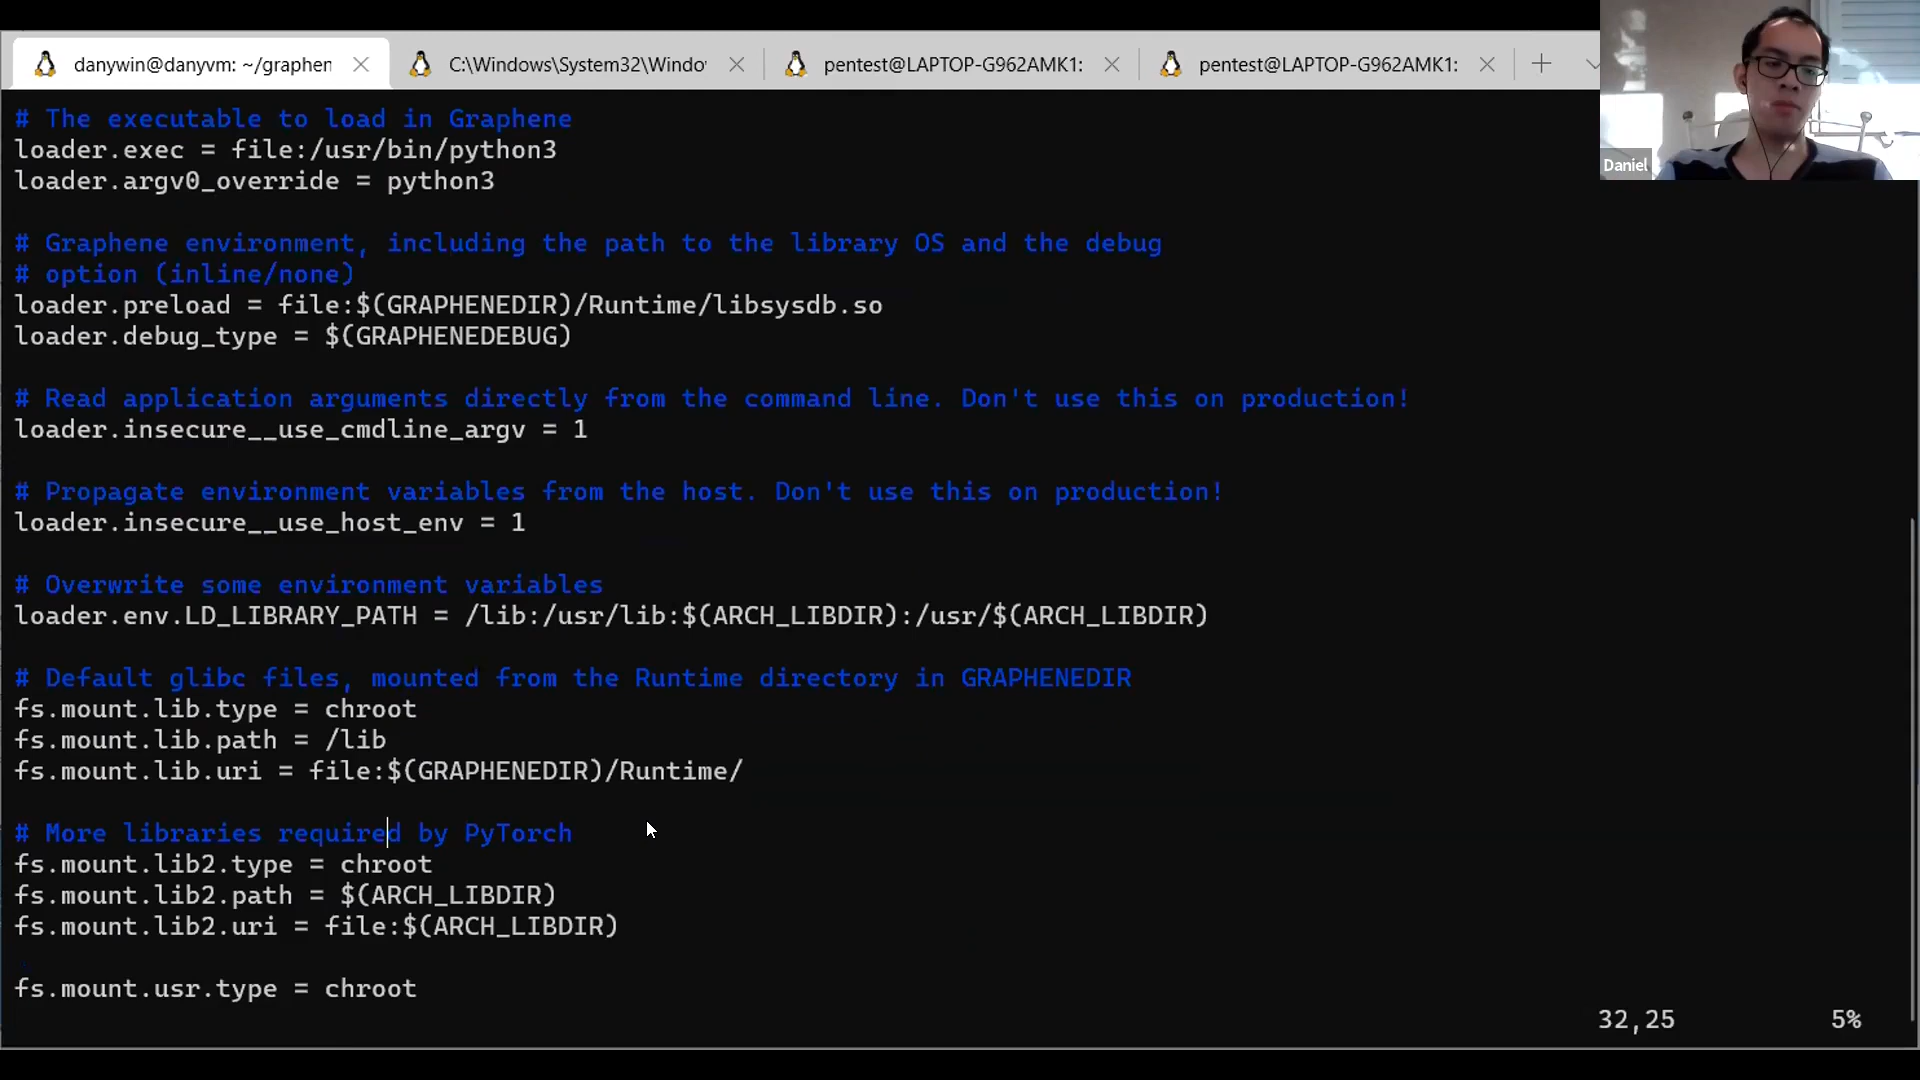 danywin@danyvm: ~/graphen
C:\Windows\System32\Windo
pentest@LAPTOP-G962AMK1:
pentest@LAPTOP-G962AMK1:
Daniel
# The executable to load in Graphene
loader.exec = file:/usr/bin/python3
loader.argv0_override = python3
# Graphene environment, including the path to the library OS and the debug
# option (inline/none)
loader.preload = file:$(GRAPHENEDIR)/Runtime/libsysdb.so
loader.debug_type = $(GRAPHENEDEBUG)
# Read application arguments directly from the command line. Don't use this on production!
loader.insecure__use_cmdline_argv = 1
# Propagate environment variables from the host. Don't use this on production!
loader.insecure__use_host_env = 1
# Overwrite some environment variables
loader.env.LD_LIBRARY_PATH = /lib:/usr/lib:$(ARCH_LIBDIR):/usr/$(ARCH_LIBDIR)
# Default glibc files, mounted from the Runtime directory in GRAPHENEDIR
fs.mount.lib.type = chroot
fs.mount.lib.path = /lib
fs.mount.lib.uri = file:$(GRAPHENEDIR)/Runtime/
# More libraries required by PyTorch
fs.mount.lib2.type = chroot
fs.mount.lib2.path = $(ARCH_LIBDIR)
fs.mount.lib2.uri = file:$(ARCH_LIBDIR)
fs.mount.usr.type = chroot
32,25 5%